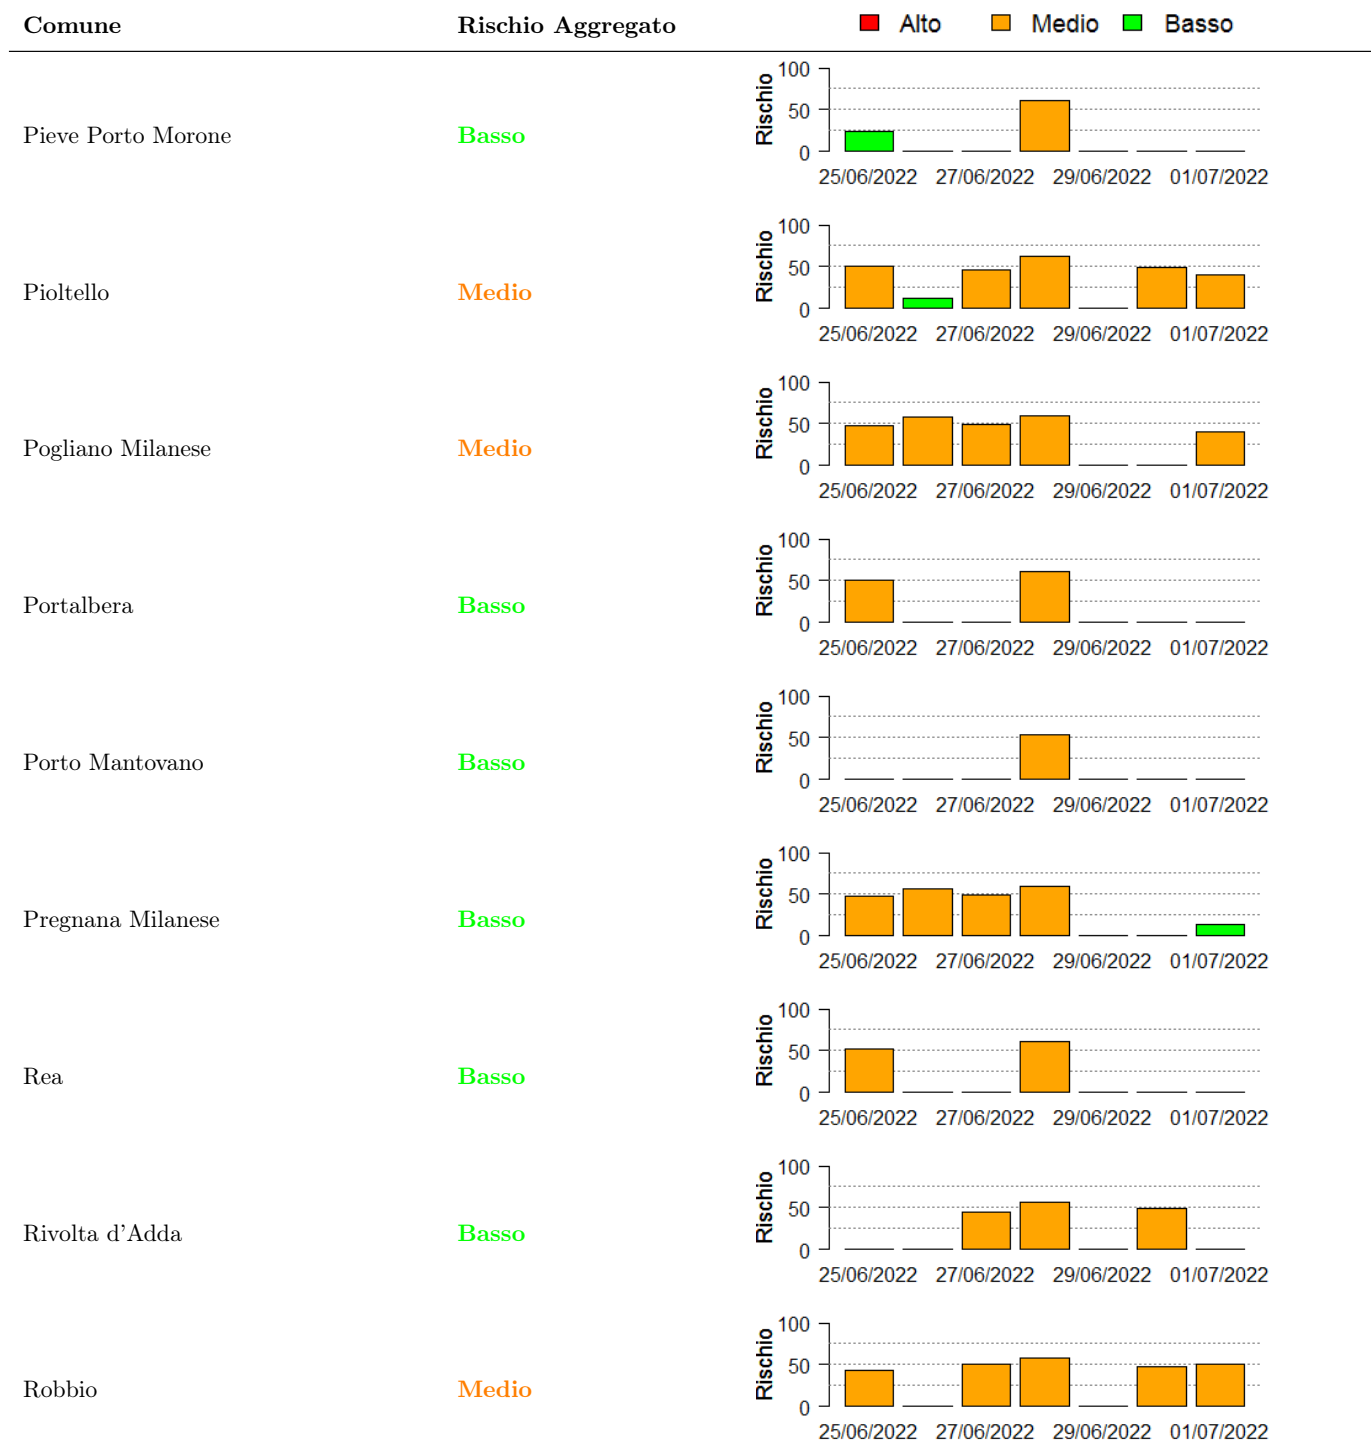 Comune Rischio Aggregato Alto Medio Basso
100
Rischio
50
0
Pieve Porto Morone Basso
25/06/2022 27/06/2022 29/06/2022 01/07/2022
100
Rischio
50
0
Pioltello Medio
25/06/2022 27/06/2022 29/06/2022 01/07/2022
100
Rischio
50
0
Pogliano Milanese Medio
25/06/2022 27/06/2022 29/06/2022 01/07/2022
100
Rischio
50
0
Portalbera Basso
25/06/2022 27/06/2022 29/06/2022 01/07/2022
100
Rischio
50
0
Porto Mantovano Basso
25/06/2022 27/06/2022 29/06/2022 01/07/2022
100
Rischio
50
0
Pregnana Milanese Basso
25/06/2022 27/06/2022 29/06/2022 01/07/2022
100
Rischio
50
0
Rea Basso
25/06/2022 27/06/2022 29/06/2022 01/07/2022
100
Rischio
50
0
Rivolta d'Adda Basso
25/06/2022 27/06/2022 29/06/2022 01/07/2022
100
Rischio
50
0
Robbio Medio
25/06/2022 27/06/2022 29/06/2022 01/07/2022